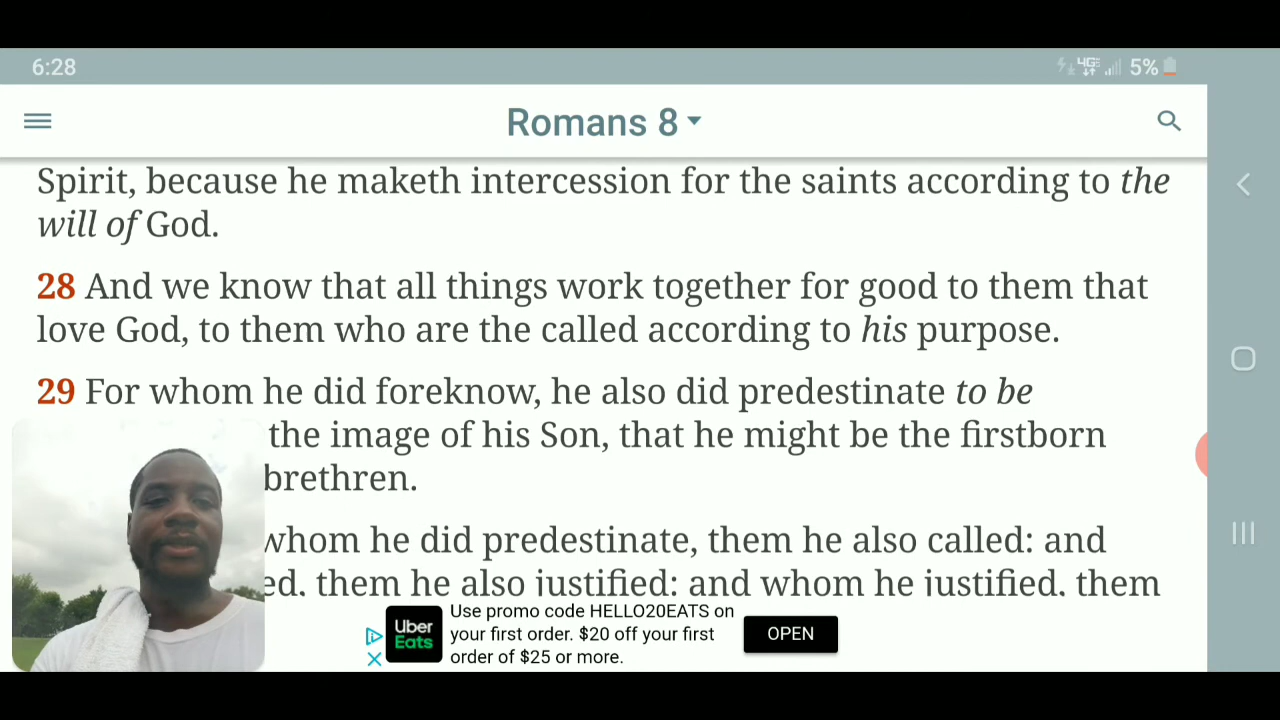 6:28
4G
5%
Romans 8
Spirit, because he maketh intercession for the saints according to the
will of God.
28 And we know that all things work together for good to them that
love God, to them who are the called according to his purpose.
29 For whom he did foreknow, he also did predestinate to be
the image of his Son, that he might be the firstborn
brethren.
whom he did predestinate, them he also called: and
ed, them he also justified: and whom he justified, them
Uber
Eats
Use promo code HELLO20EATS on
your first order. $20 off your first
order of $25 or more.
OPEN